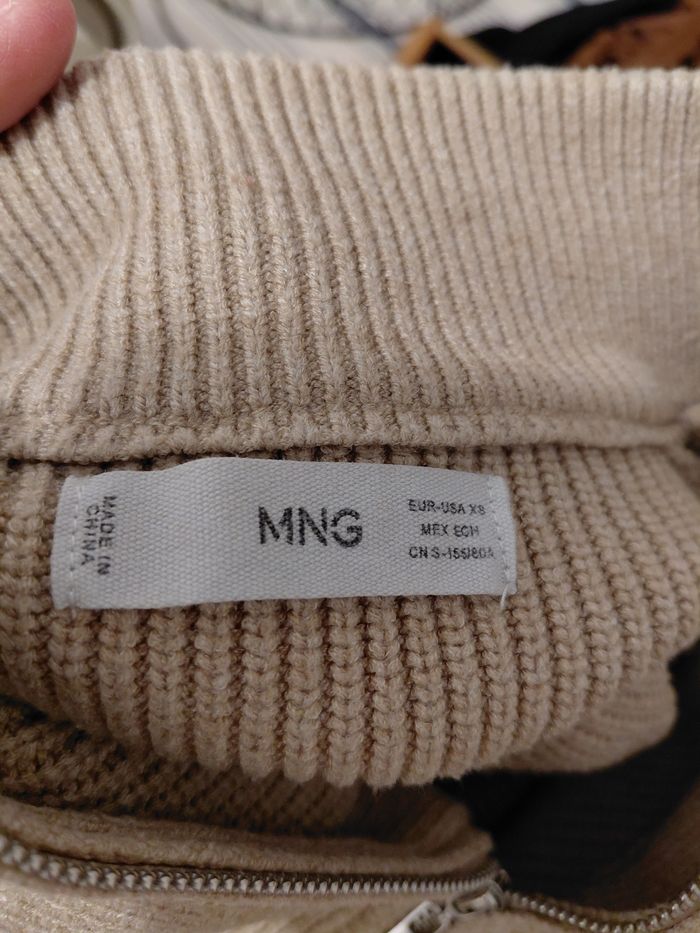 MADE IN
CHINA
MNG
EUR-USA XS
MEX ECH
CN S-155/80A